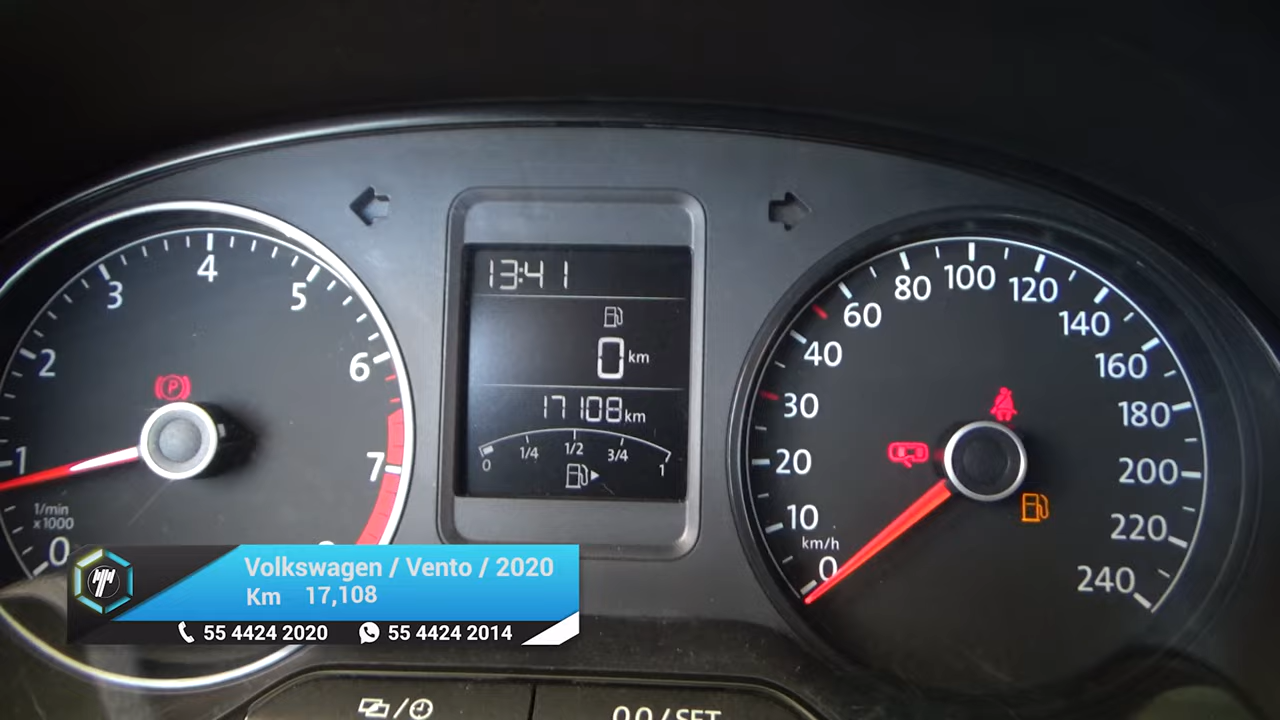 13:41
0 km
17108 km
0 1/4 1/2 3/4 1
0 1 2 3 4 5 6 7
1/min
x 1000
P
0 10 20 30 40 60 80 100 120 140 160 180 200 220 240
km/h
Volkswagen / Vento / 2020
Km 17,108
55 4424 2020 55 4424 2014
0.0/SET